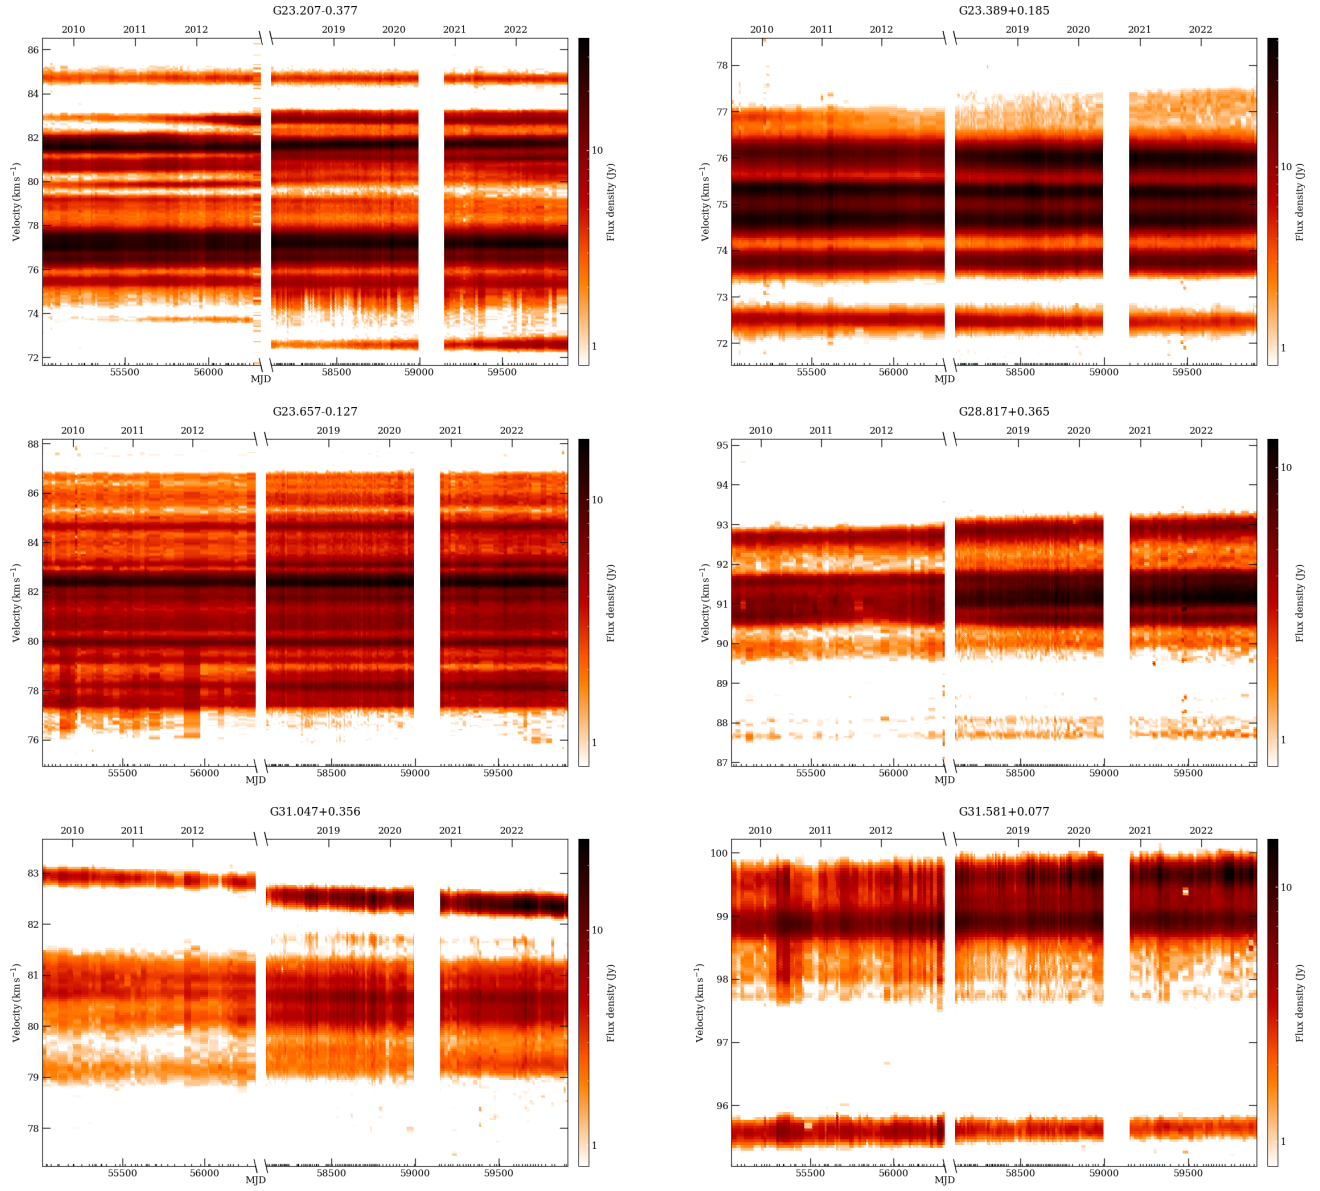 G23.207-0.377
2010 2011 2012 2019 2020 2021 2022
86
84
82
80
78
76
74
72
Velocity (km s⁻¹)
10
1
Flux density (Jy)
55500 56000 58500 59000 59500
MJD
G23.389+0.185
2010 2011 2012 2019 2020 2021 2022
78
77
76
75
74
73
72
Velocity (km s⁻¹)
10
1
Flux density (Jy)
55500 56000 58500 59000 59500
MJD
G23.657-0.127
2010 2011 2012 2019 2020 2021 2022
88
86
84
82
80
78
76
Velocity (km s⁻¹)
10
1
Flux density (Jy)
55500 56000 58500 59000 59500
MJD
G28.817+0.365
2010 2011 2012 2019 2020 2021 2022
95
94
93
92
91
90
89
88
87
Velocity (km s⁻¹)
10
1
Flux density (Jy)
55500 56000 58500 59000 59500
MJD
G31.047+0.356
2010 2011 2012 2019 2020 2021 2022
83
82
81
80
79
78
Velocity (km s⁻¹)
10
1
Flux density (Jy)
55500 56000 58500 59000 59500
MJD
G31.581+0.077
2010 2011 2012 2019 2020 2021 2022
100
99
98
97
96
95
Velocity (km s⁻¹)
10
1
Flux density (Jy)
55500 56000 58500 59000 59500
MJD